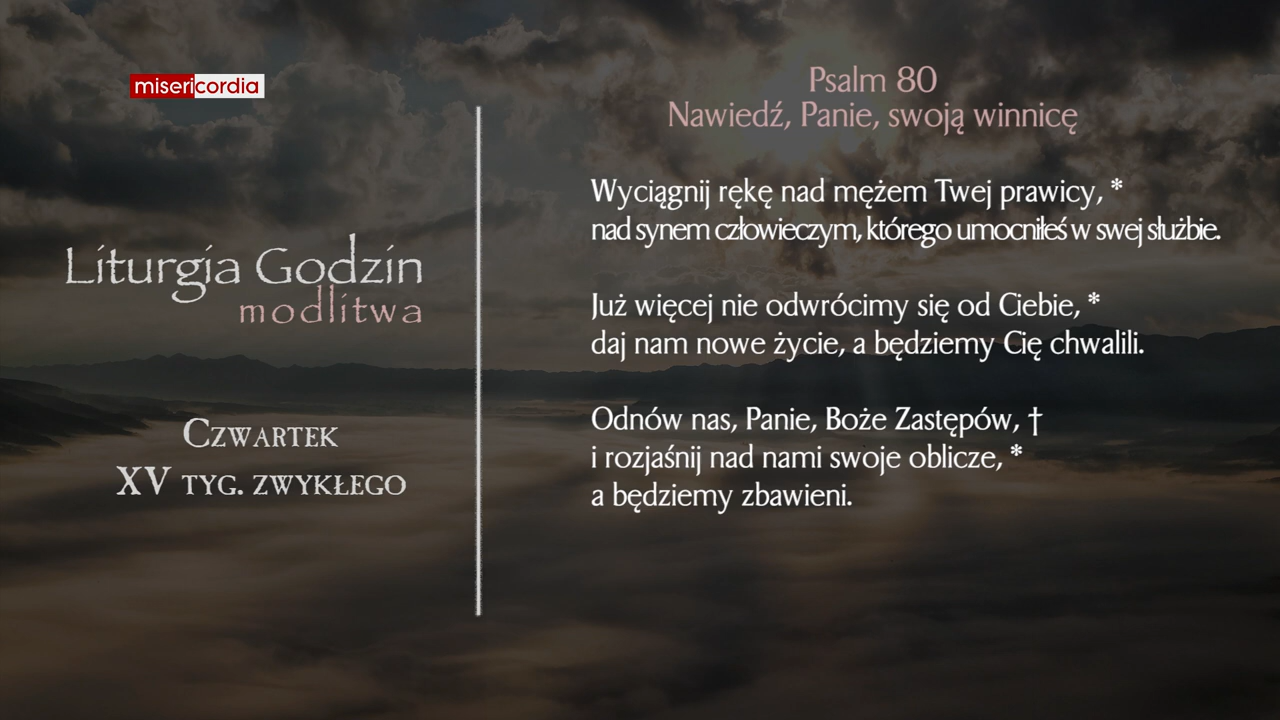 misericordia
Liturgia Godzin
modlitwa
Czwartek
XV tyg. zwykłego
Psalm 80
Nawiedź, Panie, swoją winnicę
Wyciągnij rękę nad mężem Twej prawicy, *
nad synem człowieczym, którego umocniłeś w swej służbie.
Już więcej nie odwrócimy się od Ciebie, *
daj nam nowe życie, a będziemy Cię chwalili.
Odnów nas, Panie, Boże Zastępów, †
i rozjaśnij nad nami swoje oblicze, *
a będziemy zbawieni.